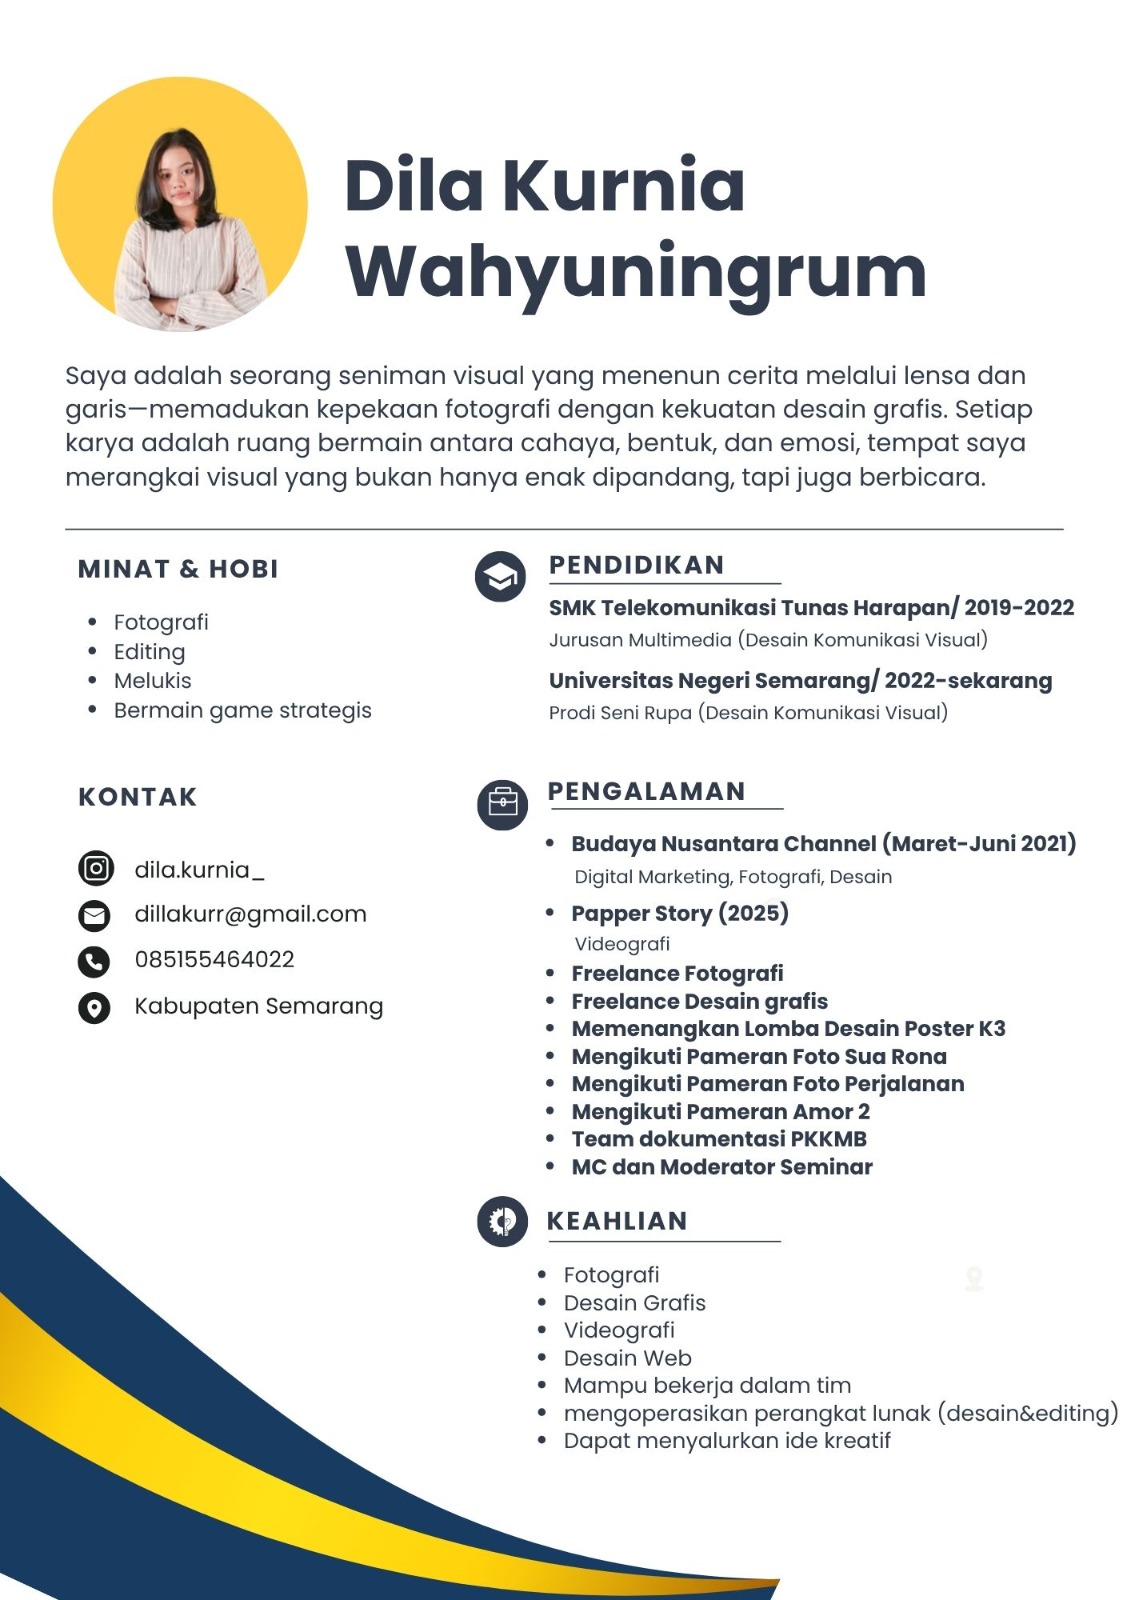 Dila Kurnia
Wahyuningrum
Saya adalah seorang seniman visual yang menenun cerita melalui lensa dan
garis—memadukan kepekaan fotografi dengan kekuatan desain grafis. Setiap
karya adalah ruang bermain antara cahaya, bentuk, dan emosi, tempat saya
merangkai visual yang bukan hanya enak dipandang, tapi juga berbicara.
MINAT & HOBI
• Fotografi
• Editing
• Melukis
• Bermain game strategis
KONTAK
dila.kurnia_
dillakurr@gmail.com
085155464022
Kabupaten Semarang
PENDIDIKAN
SMK Telekomunikasi Tunas Harapan/ 2019-2022
Jurusan Multimedia (Desain Komunikasi Visual)
Universitas Negeri Semarang/ 2022-sekarang
Prodi Seni Rupa (Desain Komunikasi Visual)
PENGALAMAN
• Budaya Nusantara Channel (Maret-Juni 2021)
Digital Marketing, Fotografi, Desain
• Papper Story (2025)
Videografi
• Freelance Fotografi
• Freelance Desain grafis
• Memenangkan Lomba Desain Poster K3
• Mengikuti Pameran Foto Sua Rona
• Mengikuti Pameran Foto Perjalanan
• Mengikuti Pameran Amor 2
• Team dokumentasi PKKMB
• MC dan Moderator Seminar
KEAHLIAN
• Fotografi
• Desain Grafis
• Videografi
• Desain Web
• Mampu bekerja dalam tim
• mengoperasikan perangkat lunak (desain&editing)
• Dapat menyalurkan ide kreatif